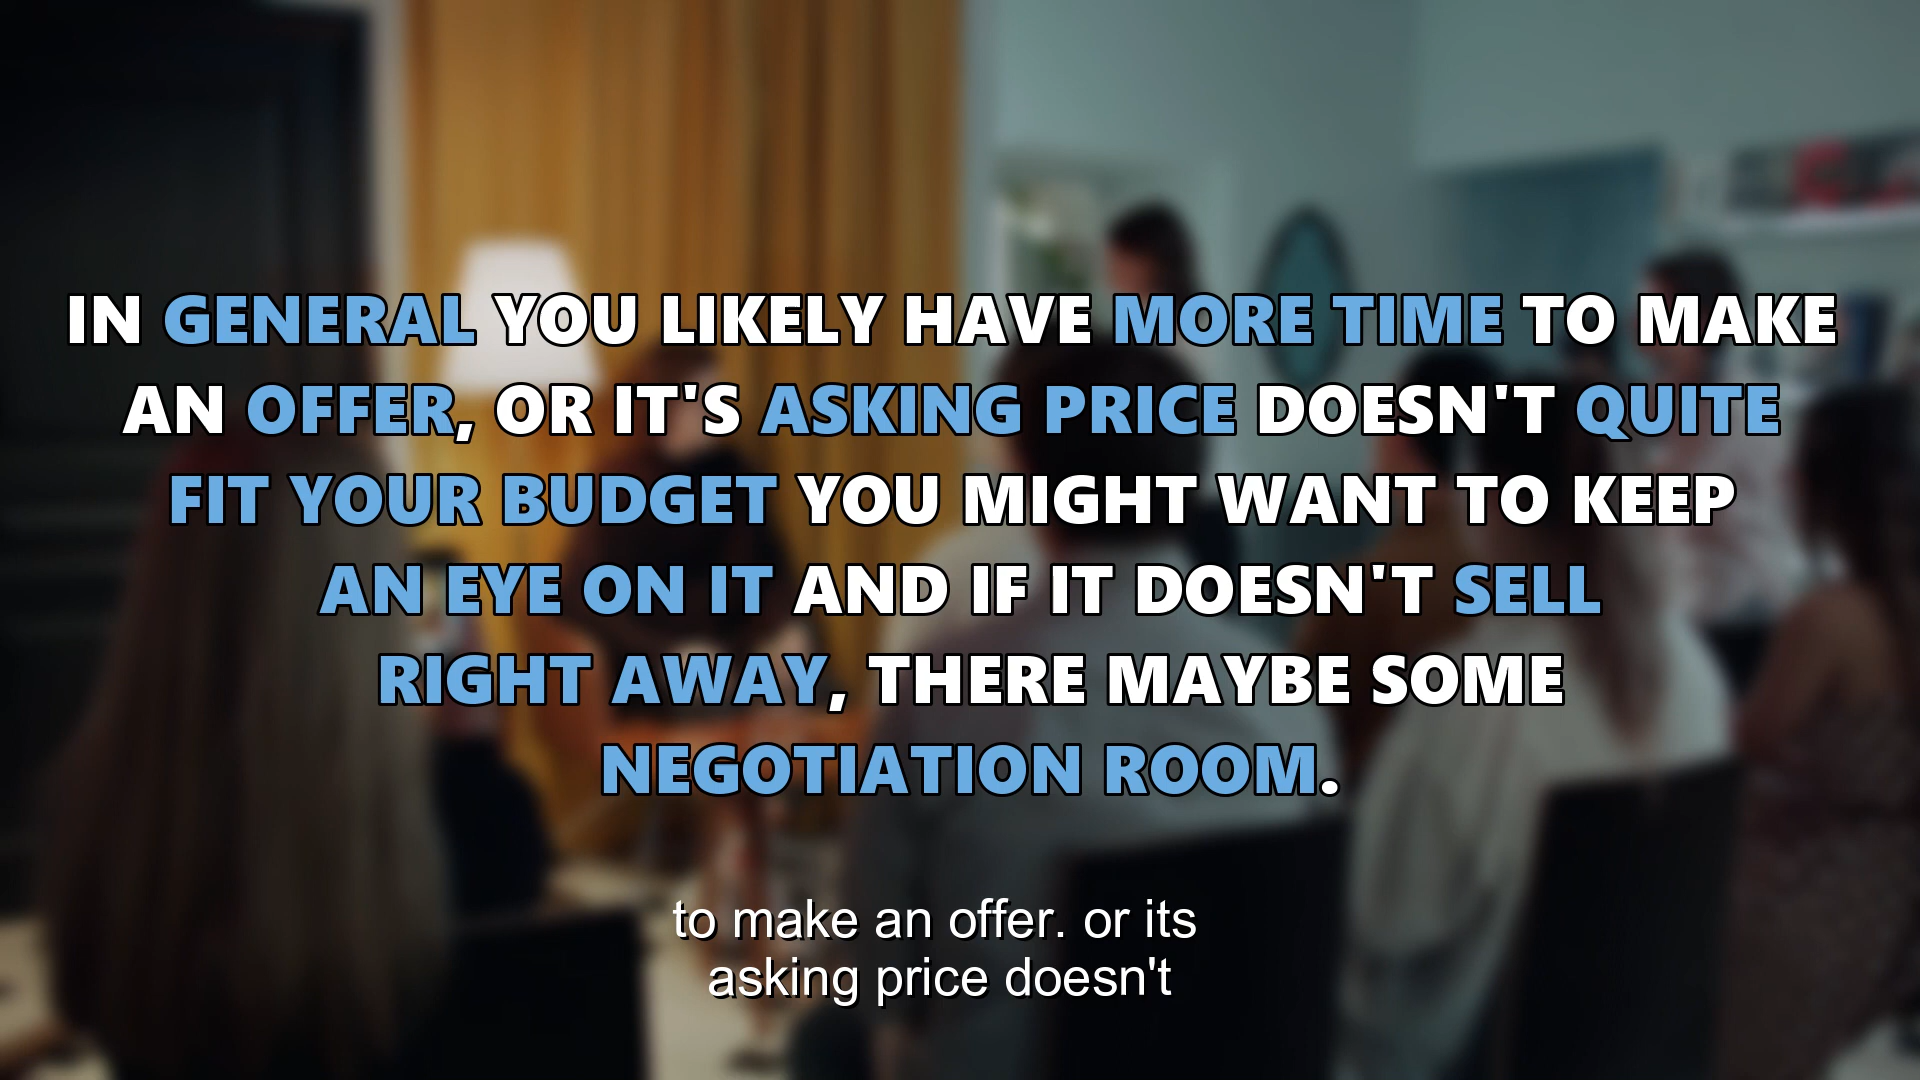 IN GENERAL YOU LIKELY HAVE MORE TIME TO MAKE
AN OFFER, OR IT'S ASKING PRICE DOESN'T QUITE
FIT YOUR BUDGET YOU MIGHT WANT TO KEEP
AN EYE ON IT AND IF IT DOESN'T SELL
RIGHT AWAY, THERE MAYBE SOME
NEGOTIATION ROOM.
to make an offer. or its
asking price doesn't